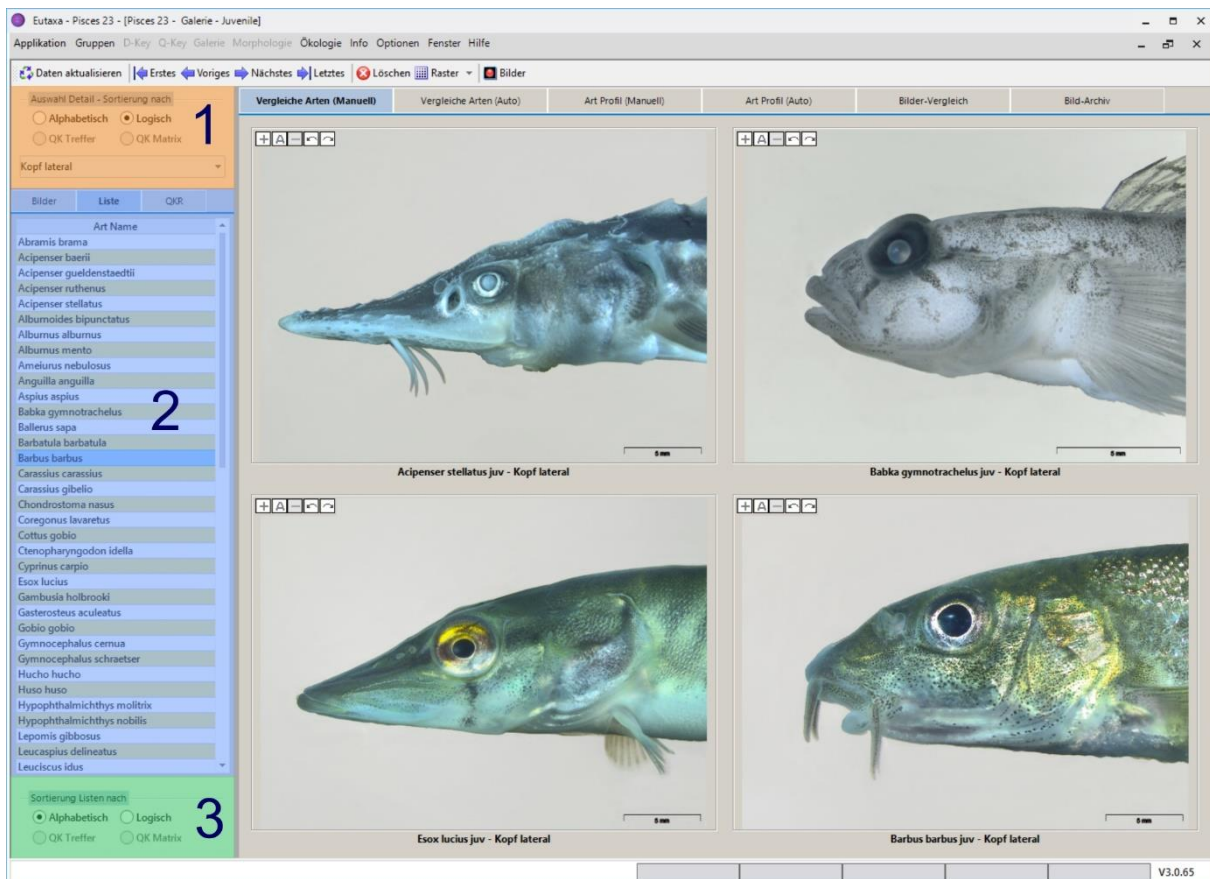 Eutaxa - Pisces 23 - [Pisces 23 - Galerie - Juvenile]
Applikation Gruppen D-Key Q-Key Galerie Morphologie Ökologie Info Optionen Fenster Hilfe
Daten aktualisieren Erstes Voriges Nächstes Letztes Löschen Raster Bilder
Auswahl Detail - Sortierung nach
Alphabetisch Logisch
QK Treffer QK Matrix
1
Kopf lateral
Bilder Liste QKR
Art Name
Abramis brama
Acipenser baerii
Acipenser gueldenstaedtii
Acipenser ruthenus
Acipenser stellatus
Alburnoides bipunctatus
Alburnus alburnus
Alburnus mento
Ameiurus nebulosus
Anguilla anguilla
Aspius aspius
Babka gymnotrachelus
Ballerus sapa
Barbatula barbatula
Barbus barbus
Carassius carassius
Carassius gibelio
Chondrostoma nasus
Coregonus lavaretus
Cottus gobio
Ctenopharyngodon idella
Cyprinus carpio
Esox lucius
Gambusia holbrooki
Gasterosteus aculeatus
Gobio gobio
Gymnocephalus cernua
Gymnocephalus schraetser
Hucho hucho
Huso huso
Hypophthalmichthys molitrix
Hypophthalmichthys nobilis
Lepomis gibbosus
Leucaspius delineatus
Leuciscus idus
2
Sortierung Listen nach
Alphabetisch Logisch
QK Treffer QK Matrix
3
Vergleiche Arten (Manuell) Vergleiche Arten (Auto) Art Profil (Manuell) Art Profil (Auto) Bilder-Vergleich Bild-Archiv
A
5 mm
Acipenser stellatus juv - Kopf lateral
A
5 mm
Babka gymnotrachelus juv - Kopf lateral
A
5 mm
Esox lucius juv - Kopf lateral
A
5 mm
Barbus barbus juv - Kopf lateral
V3.0.65